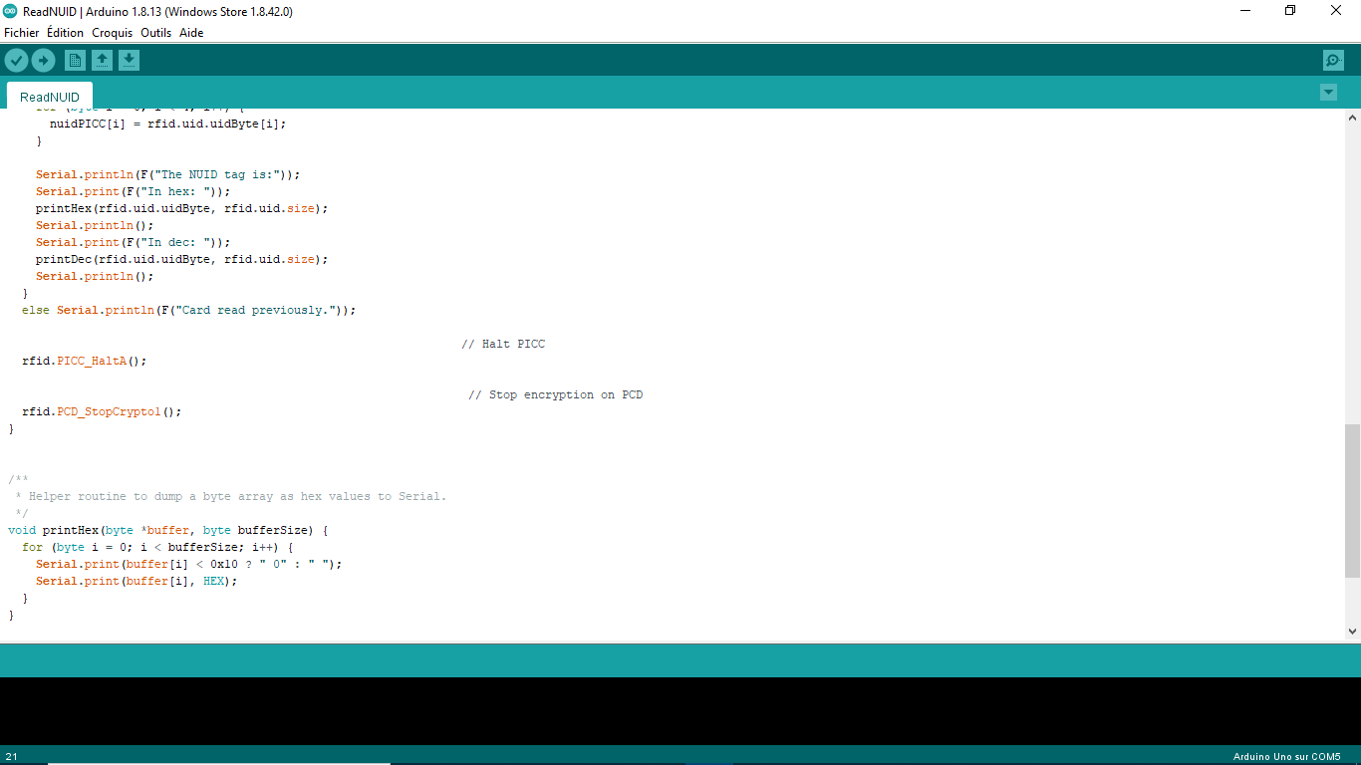 ReadNUID | Arduino 1.8.13 (Windows Store 1.8.42.0)
Fichier Édition Croquis Outils Aide
ReadNUID
for (byte i = 0; i < 4; i++) {
nuidPICC[i] = rfid.uid.uidByte[i];
}
Serial.println(F("The NUID tag is:"));
Serial.print(F("In hex: "));
printHex(rfid.uid.uidByte, rfid.uid.size);
Serial.println();
Serial.print(F("In dec: "));
printDec(rfid.uid.uidByte, rfid.uid.size);
Serial.println();
}
else Serial.println(F("Card read previously."));
// Halt PICC
rfid.PICC_HaltA();
// Stop encryption on PCD
rfid.PCD_StopCrypto1();
}
/**
* Helper routine to dump a byte array as hex values to Serial.
*/
void printHex(byte *buffer, byte bufferSize) {
for (byte i = 0; i < bufferSize; i++) {
Serial.print(buffer[i] < 0x10 ? " 0" : " ");
Serial.print(buffer[i], HEX);
}
}
21
Arduino Uno sur COM5